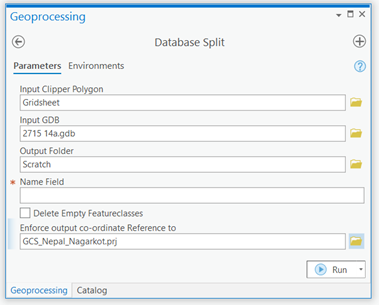 Geoprocessing
Database Split
Parameters Environments
Input Clipper Polygon
Gridsheet
Input GDB
2715 14a.gdb
Output Folder
Scratch
* Name Field
Delete Empty Featureclasses
Enforce output co-ordinate Reference to
GCS_Nepal_Nagarkot.prj
Run
Geoprocessing Catalog